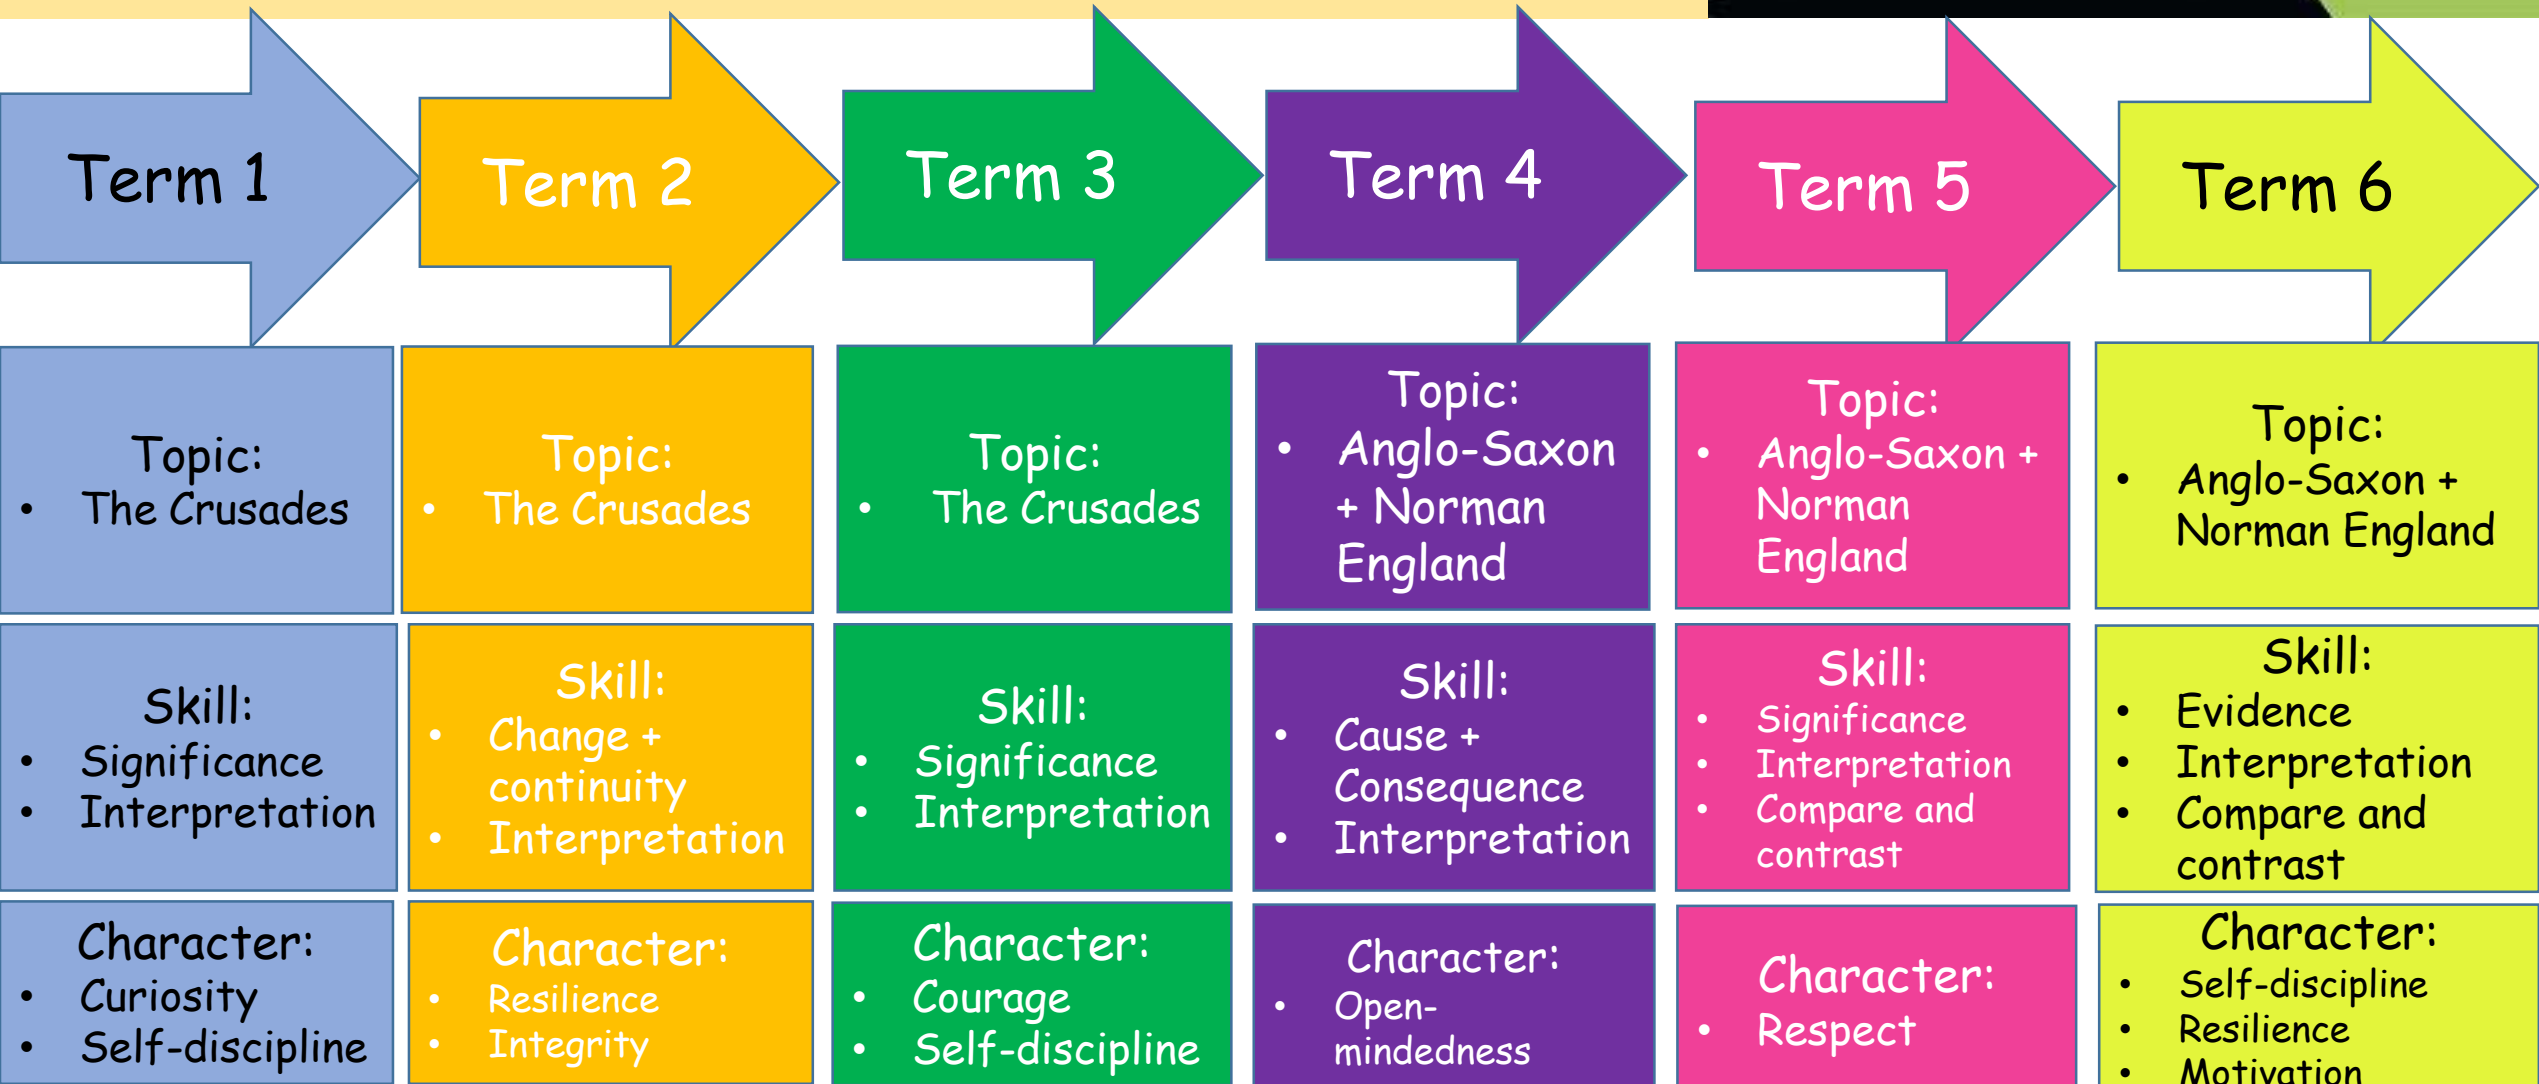 Term 1
Term 2
Term 3
Term 4
Term 5
Term 6
Topic:
• The Crusades
Topic:
• The Crusades
Topic:
• The Crusades
Topic:
• Anglo-Saxon
+ Norman
England
Topic:
• Anglo-Saxon +
Norman
England
Topic:
• Anglo-Saxon +
Norman England
Skill:
• Significance
• Interpretation
Skill:
• Change +
continuity
• Interpretation
Skill:
• Significance
• Interpretation
Skill:
• Cause +
Consequence
• Interpretation
Skill:
• Significance
• Interpretation
• Compare and
contrast
Skill:
• Evidence
• Interpretation
• Compare and
contrast
Character:
• Curiosity
• Self-discipline
Character:
• Resilience
• Integrity
Character:
• Courage
• Self-discipline
Character:
• Open-
mindedness
Character:
• Respect
Character:
• Self-discipline
• Resilience
• Motivation